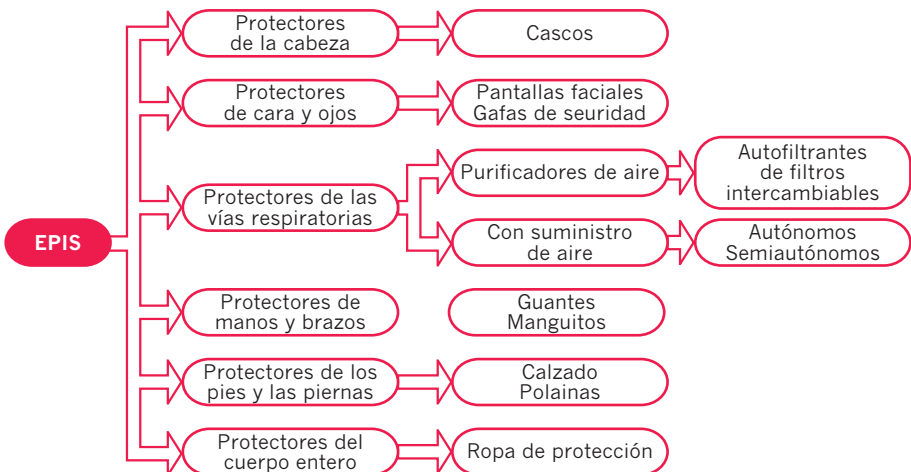 Protectores
de la cabeza
Cascos
Protectores
de cara y ojos
Pantallas faciales
Gafas de seuridad
EPIS
Protectores de las
vías respiratorias
Purificadores de aire
Autofiltrantes
de filtros
intercambiables
Con suministro
de aire
Autónomos
Semiautónomos
Protectores de
manos y brazos
Guantes
Manguitos
Protectores de los
pies y las piernas
Calzado
Polainas
Protectores del
cuerpo entero
Ropa de protección